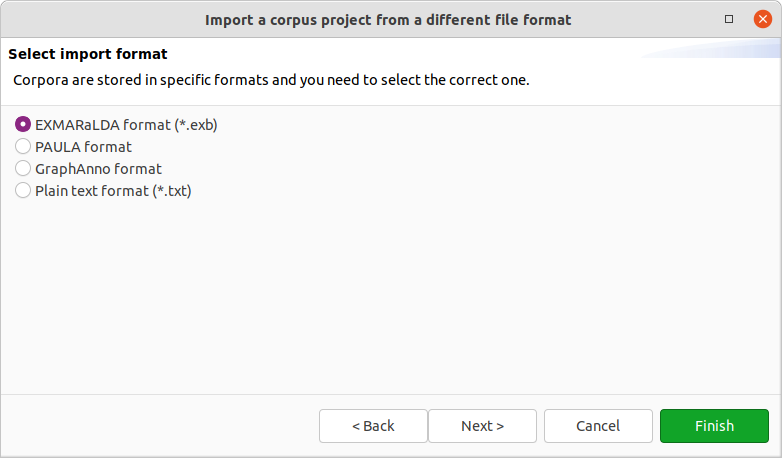 Import a corpus project from a different file format
Select import format
Corpora are stored in specific formats and you need to select the correct one.
EXMARaLDA format (*.exb)
PAULA format
GraphAnno format
Plain text format (*.txt)
< Back
Next >
Cancel
Finish